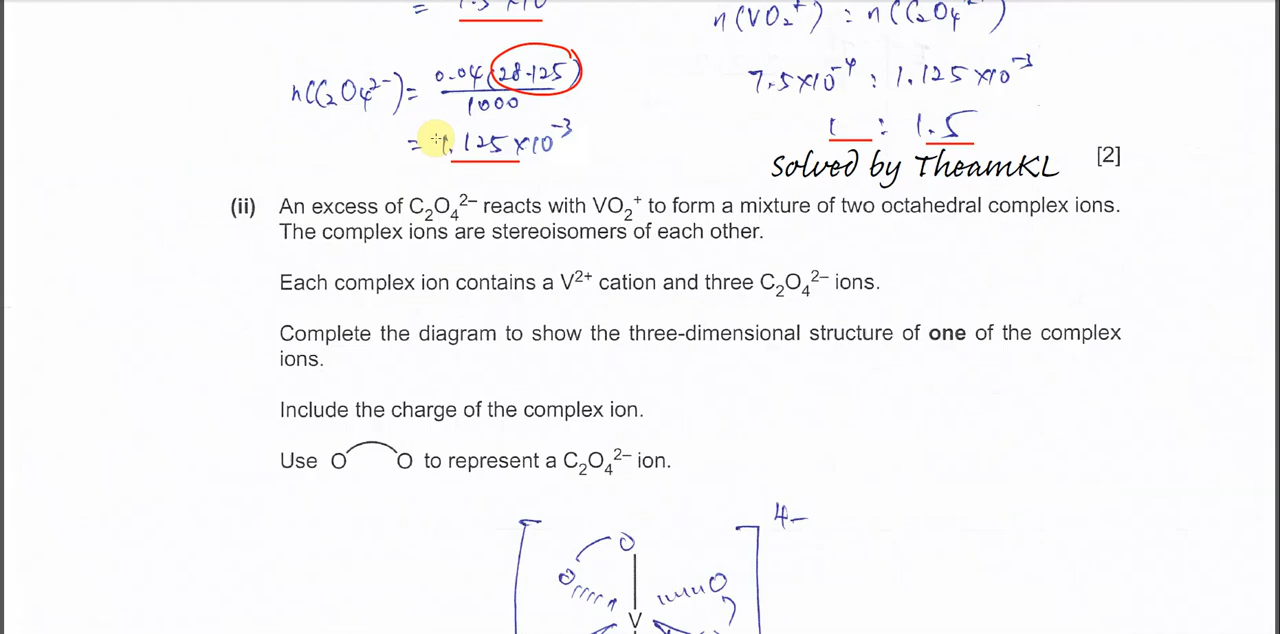 n(VO₂⁺) : n(C₂O₄²⁻)
n(C₂O₄²⁻) = 0.04(28.125)
1000
= 1.125 × 10⁻³
7.5×10⁻⁴ : 1.125 ×10⁻³
1 : 1.5
Solved by TheamKL [2]
(ii) An excess of C₂O₄²⁻ reacts with VO₂⁺ to form a mixture of two octahedral complex ions.
The complex ions are stereoisomers of each other.
Each complex ion contains a V²⁺ cation and three C₂O₄²⁻ ions.
Complete the diagram to show the three-dimensional structure of one of the complex
ions.
Include the charge of the complex ion.
Use O O to represent a C₂O₄²⁻ ion.
4−
O
O O
V